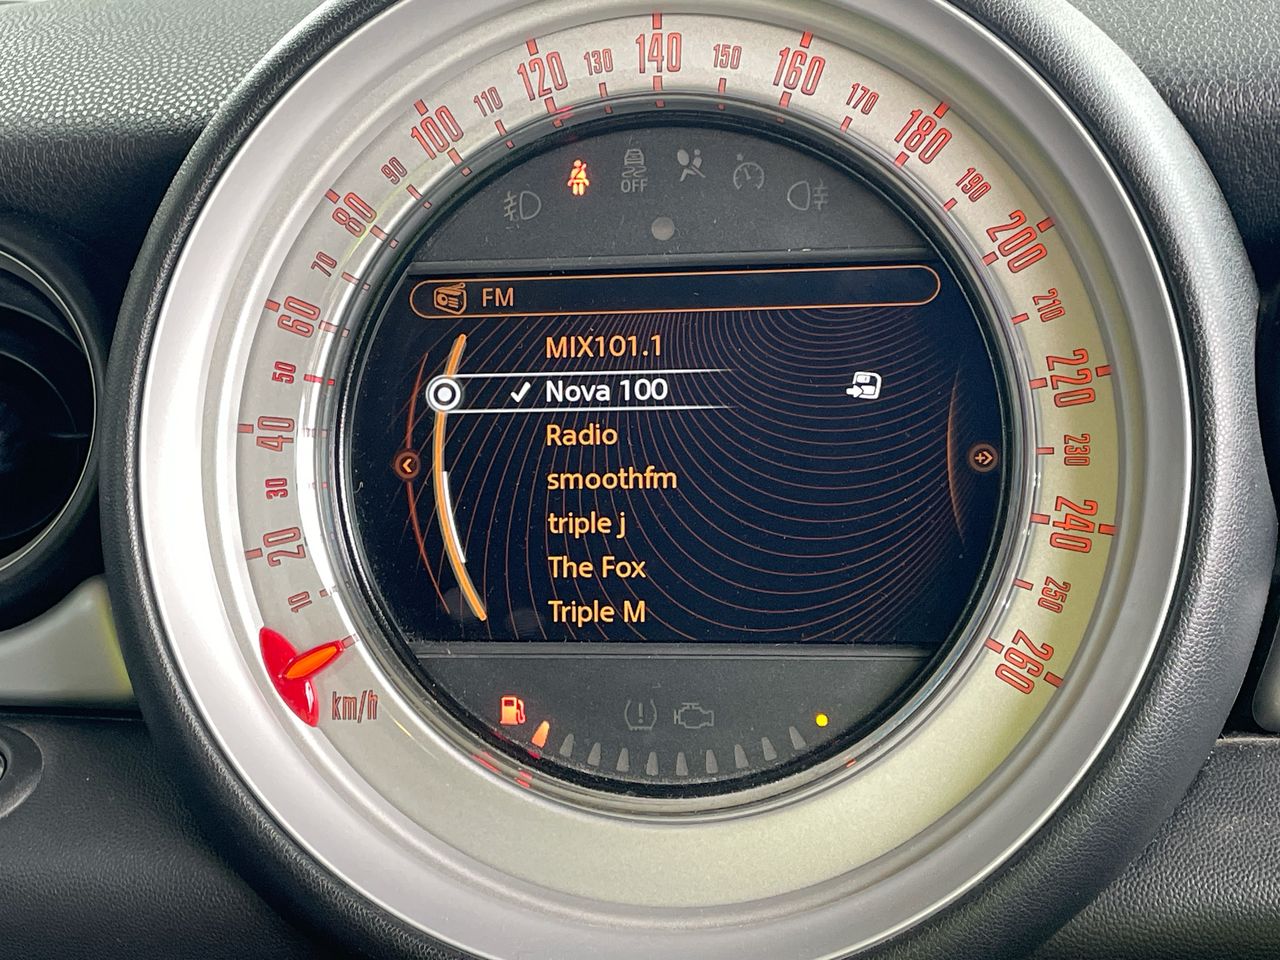 10
20
30
40
50
60
70
80
90
100
110
120
130
140
150
160
170
180
190
200
210
220
230
240
250
260
km/h
OFF
FM
MIX101.1
Nova 100
Radio
smoothfm
triple j
The Fox
Triple M